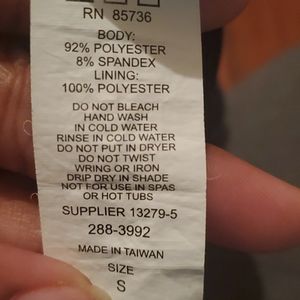 RN 85736
BODY:
92% POLYESTER
8% SPANDEX
LINING:
100% POLYESTER
DO NOT BLEACH
HAND WASH
IN COLD WATER
RINSE IN COLD WATER
DO NOT PUT IN DRYER
DO NOT TWIST
WRING OR IRON
DRIP DRY IN SHADE
NOT FOR USE IN SPAS
OR HOT TUBS
SUPPLIER 13279-5
288-3992
MADE IN TAIWAN
SIZE
S